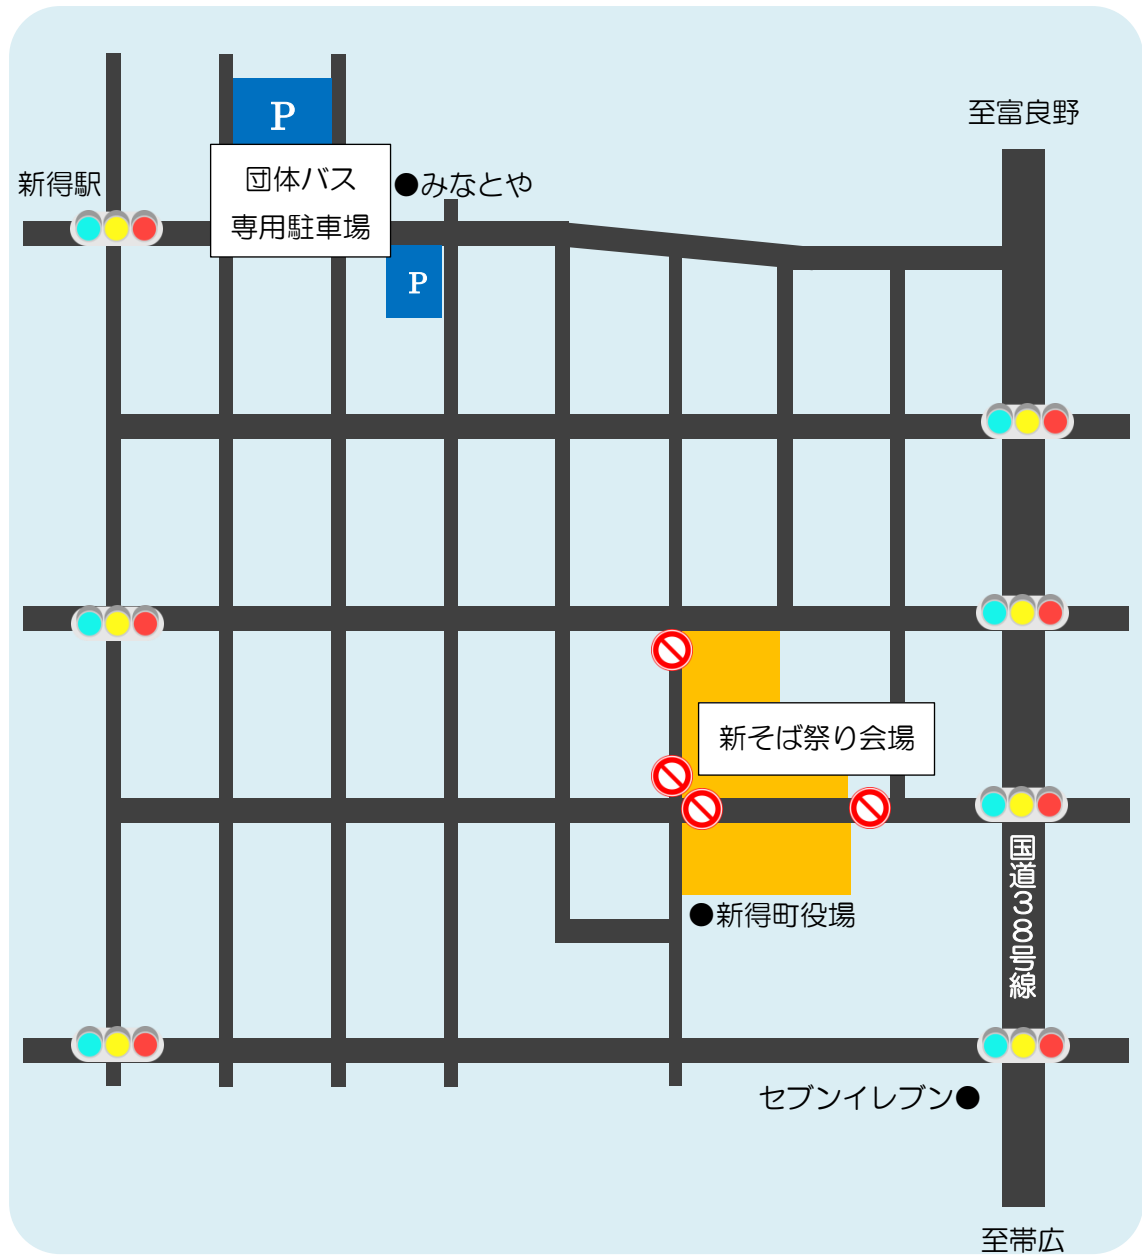 P
至富良野
新得駅
団体バス
専用駐車場
●みなとや
P
新そば祭り会場
国道38号線
●新得町役場
セブンイレブン●
至帯広